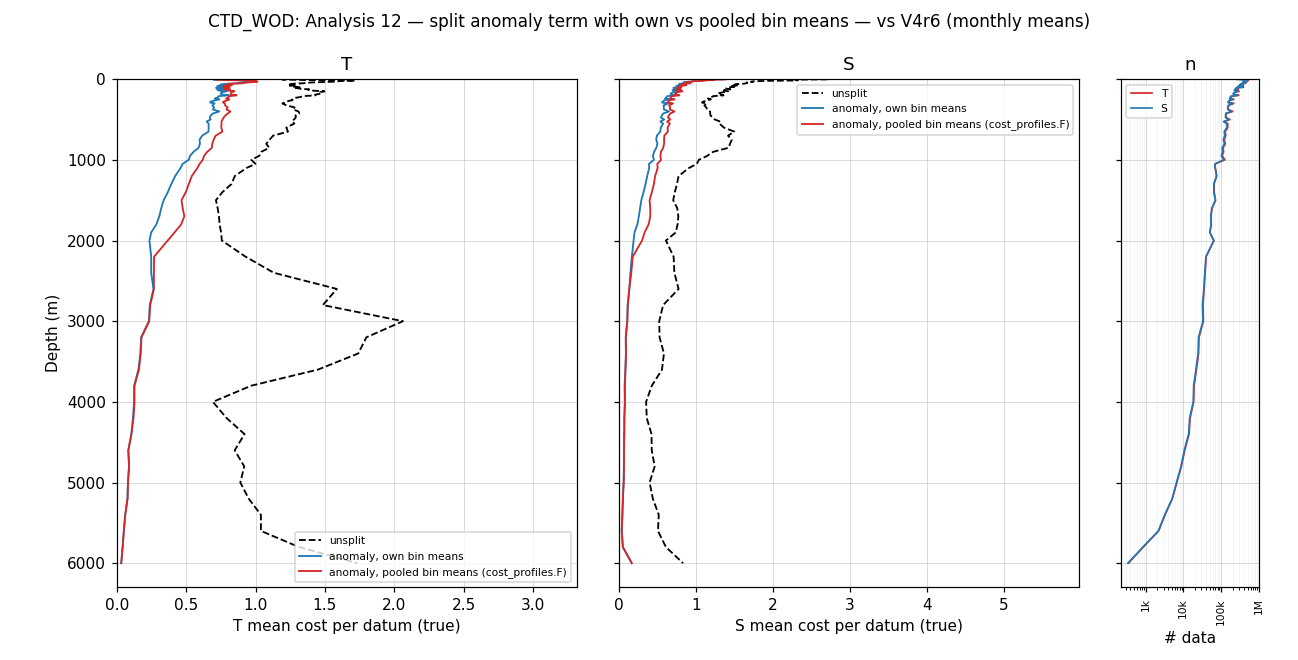 CTD_WOD: Analysis 12 — split anomaly term with own vs pooled bin means — vs V4r6 (monthly means)
T
S
n
0
1000
2000
3000
4000
5000
6000
Depth (m)
unsplit
anomaly, own bin means
anomaly, pooled bin means (cost_profiles.F)
0.0
0.5
1.0
1.5
2.0
2.5
3.0
T mean cost per datum (true)
unsplit
anomaly, own bin means
anomaly, pooled bin means (cost_profiles.F)
0
1
2
3
4
5
S mean cost per datum (true)
T
S
1k
10k
100k
1M
# data